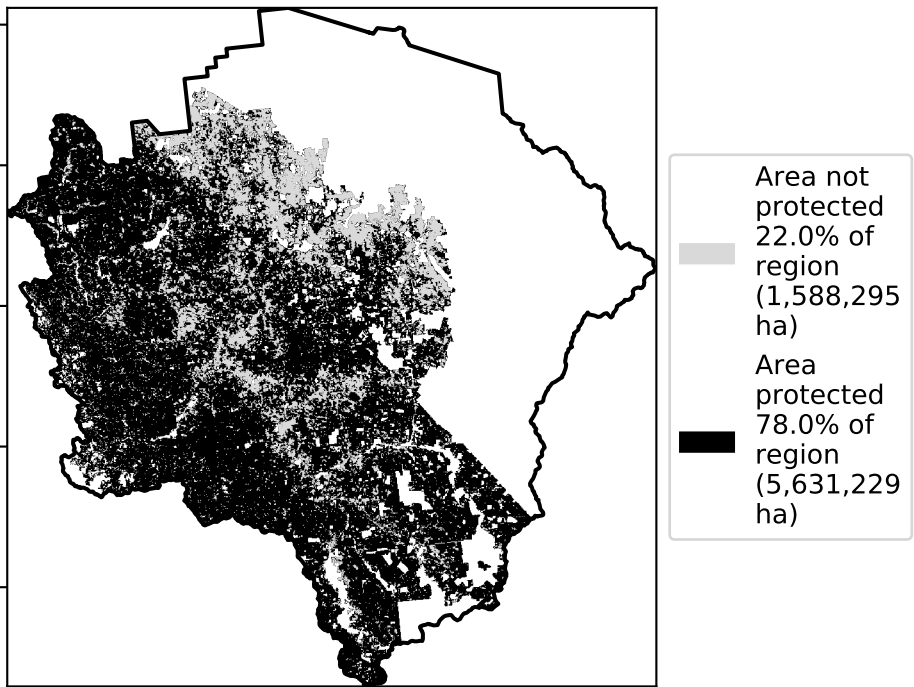 Area not
protected
22.0% of
region
(1,588,295
ha)
Area
protected
78.0% of
region
(5,631,229
ha)